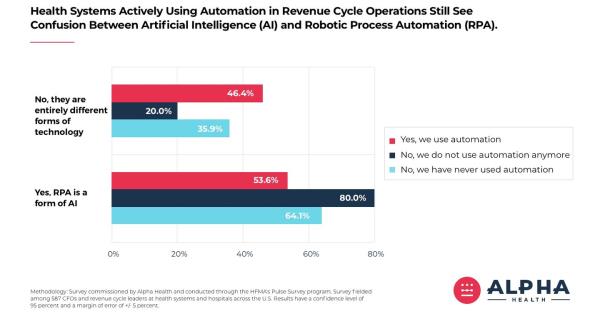 Health Systems Actively Using Automation in Revenue Cycle Operations Still See
Confusion Between Artificial Intelligence (AI) and Robotic Process Automation (RPA).
No, they are
entirely different
forms of
technology
46.4%
20.0%
35.9%
Yes, RPA is a
form of AI
53.6%
80.0%
64.1%
0%
20%
40%
60%
80%
Yes, we use automation
No, we do not use automation anymore
No, we have never used automation
Methodology: Survey commissioned by Alpha Health and conducted through the HFMA's Pulse Survey program. Survey fielded
among 587 CFOs and revenue cycle leaders at health systems and hospitals across the U.S. Results have a confidence level of
95 percent and a margin of error of +/- 5 percent.
ALPHA
HEALTH